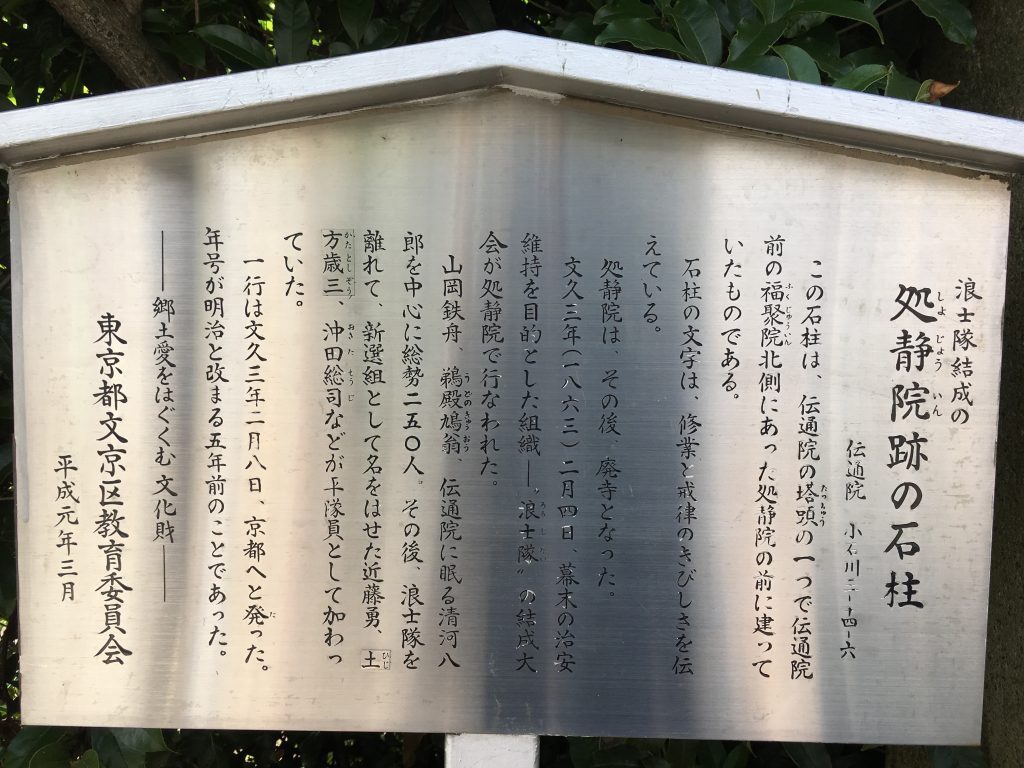 浪士隊結成の
処静院跡の石柱
伝通院 小石川三－十四－六
この石柱は、伝通院の塔頭の一つで伝通院
前の福聚院北側にあった処静院の前に建って
いたものである。
石柱の文字は、修業と戒律のきびしさを伝
えている。
処静院は、その後、廃寺となった。
文久三年（一八六三）二月四日、幕末の治安
維持を目的とした組織―“浪士隊”の結成大
会が処静院で行なわれた。
山岡鉄舟、鵜殿鳩翁、伝通院に眠る清河八
郎を中心に総勢二五〇人。その後、浪士隊を
離れて、新選組として名をはせた近藤勇、土
方歳三、沖田総司などが平隊員として加わっ
ていた。
一行は文久三年二月八日、京都へと発った。
年号が明治と改まる五年前のことであった。
――郷土愛をはぐくむ文化財――
東京都文京区教育委員会
平成元年三月